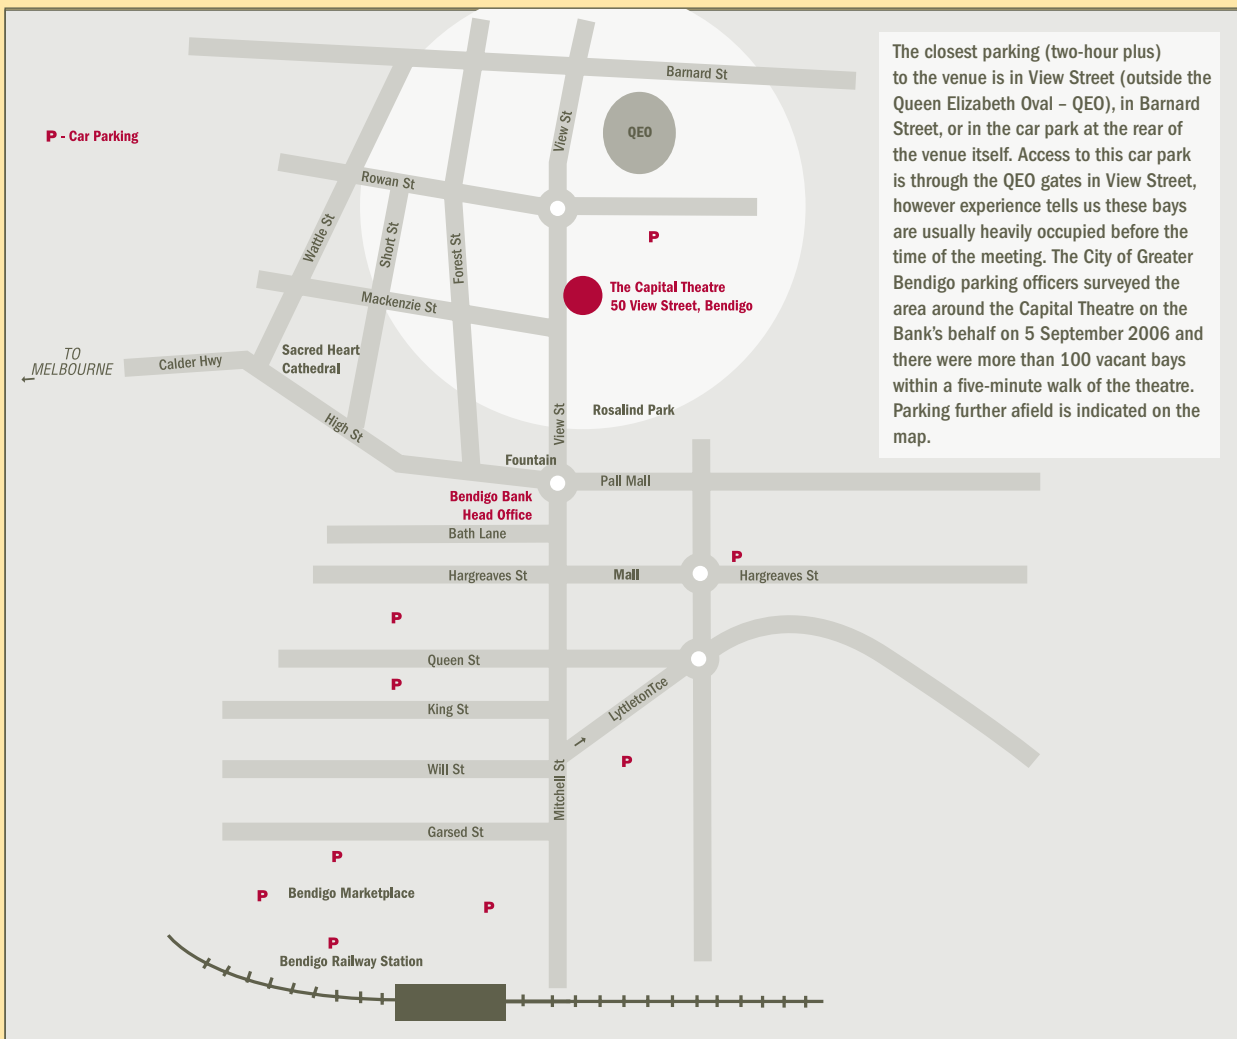 The closest parking (two-hour plus)
to the venue is in View Street (outside the
Queen Elizabeth Oval – QEO), in Barnard
Street, or in the car park at the rear of
the venue itself. Access to this car park
is through the QEO gates in View Street,
however experience tells us these bays
are usually heavily occupied before the
time of the meeting. The City of Greater
Bendigo parking officers surveyed the
area around the Capital Theatre on the
Bank's behalf on 5 September 2006 and
there were more than 100 vacant bays
within a five-minute walk of the theatre.
Parking further afield is indicated on the
map.
Barnard St
P - Car Parking
QEO
View St
Rowan St
Wattle St
Short St
Forest St
P
The Capital Theatre
50 View Street, Bendigo
Mackenzie St
TO
MELBOURNE
←
Calder Hwy
Sacred Heart
Cathedral
High St
View St
Rosalind Park
Fountain
Pall Mall
Bendigo Bank
Head Office
Bath Lane
P
Hargreaves St
Mall
Hargreaves St
P
Queen St
P
LyttletonTce
King St
→
P
Will St
Mitchell St
Garsed St
P
P
Bendigo Marketplace
P
P
Bendigo Railway Station